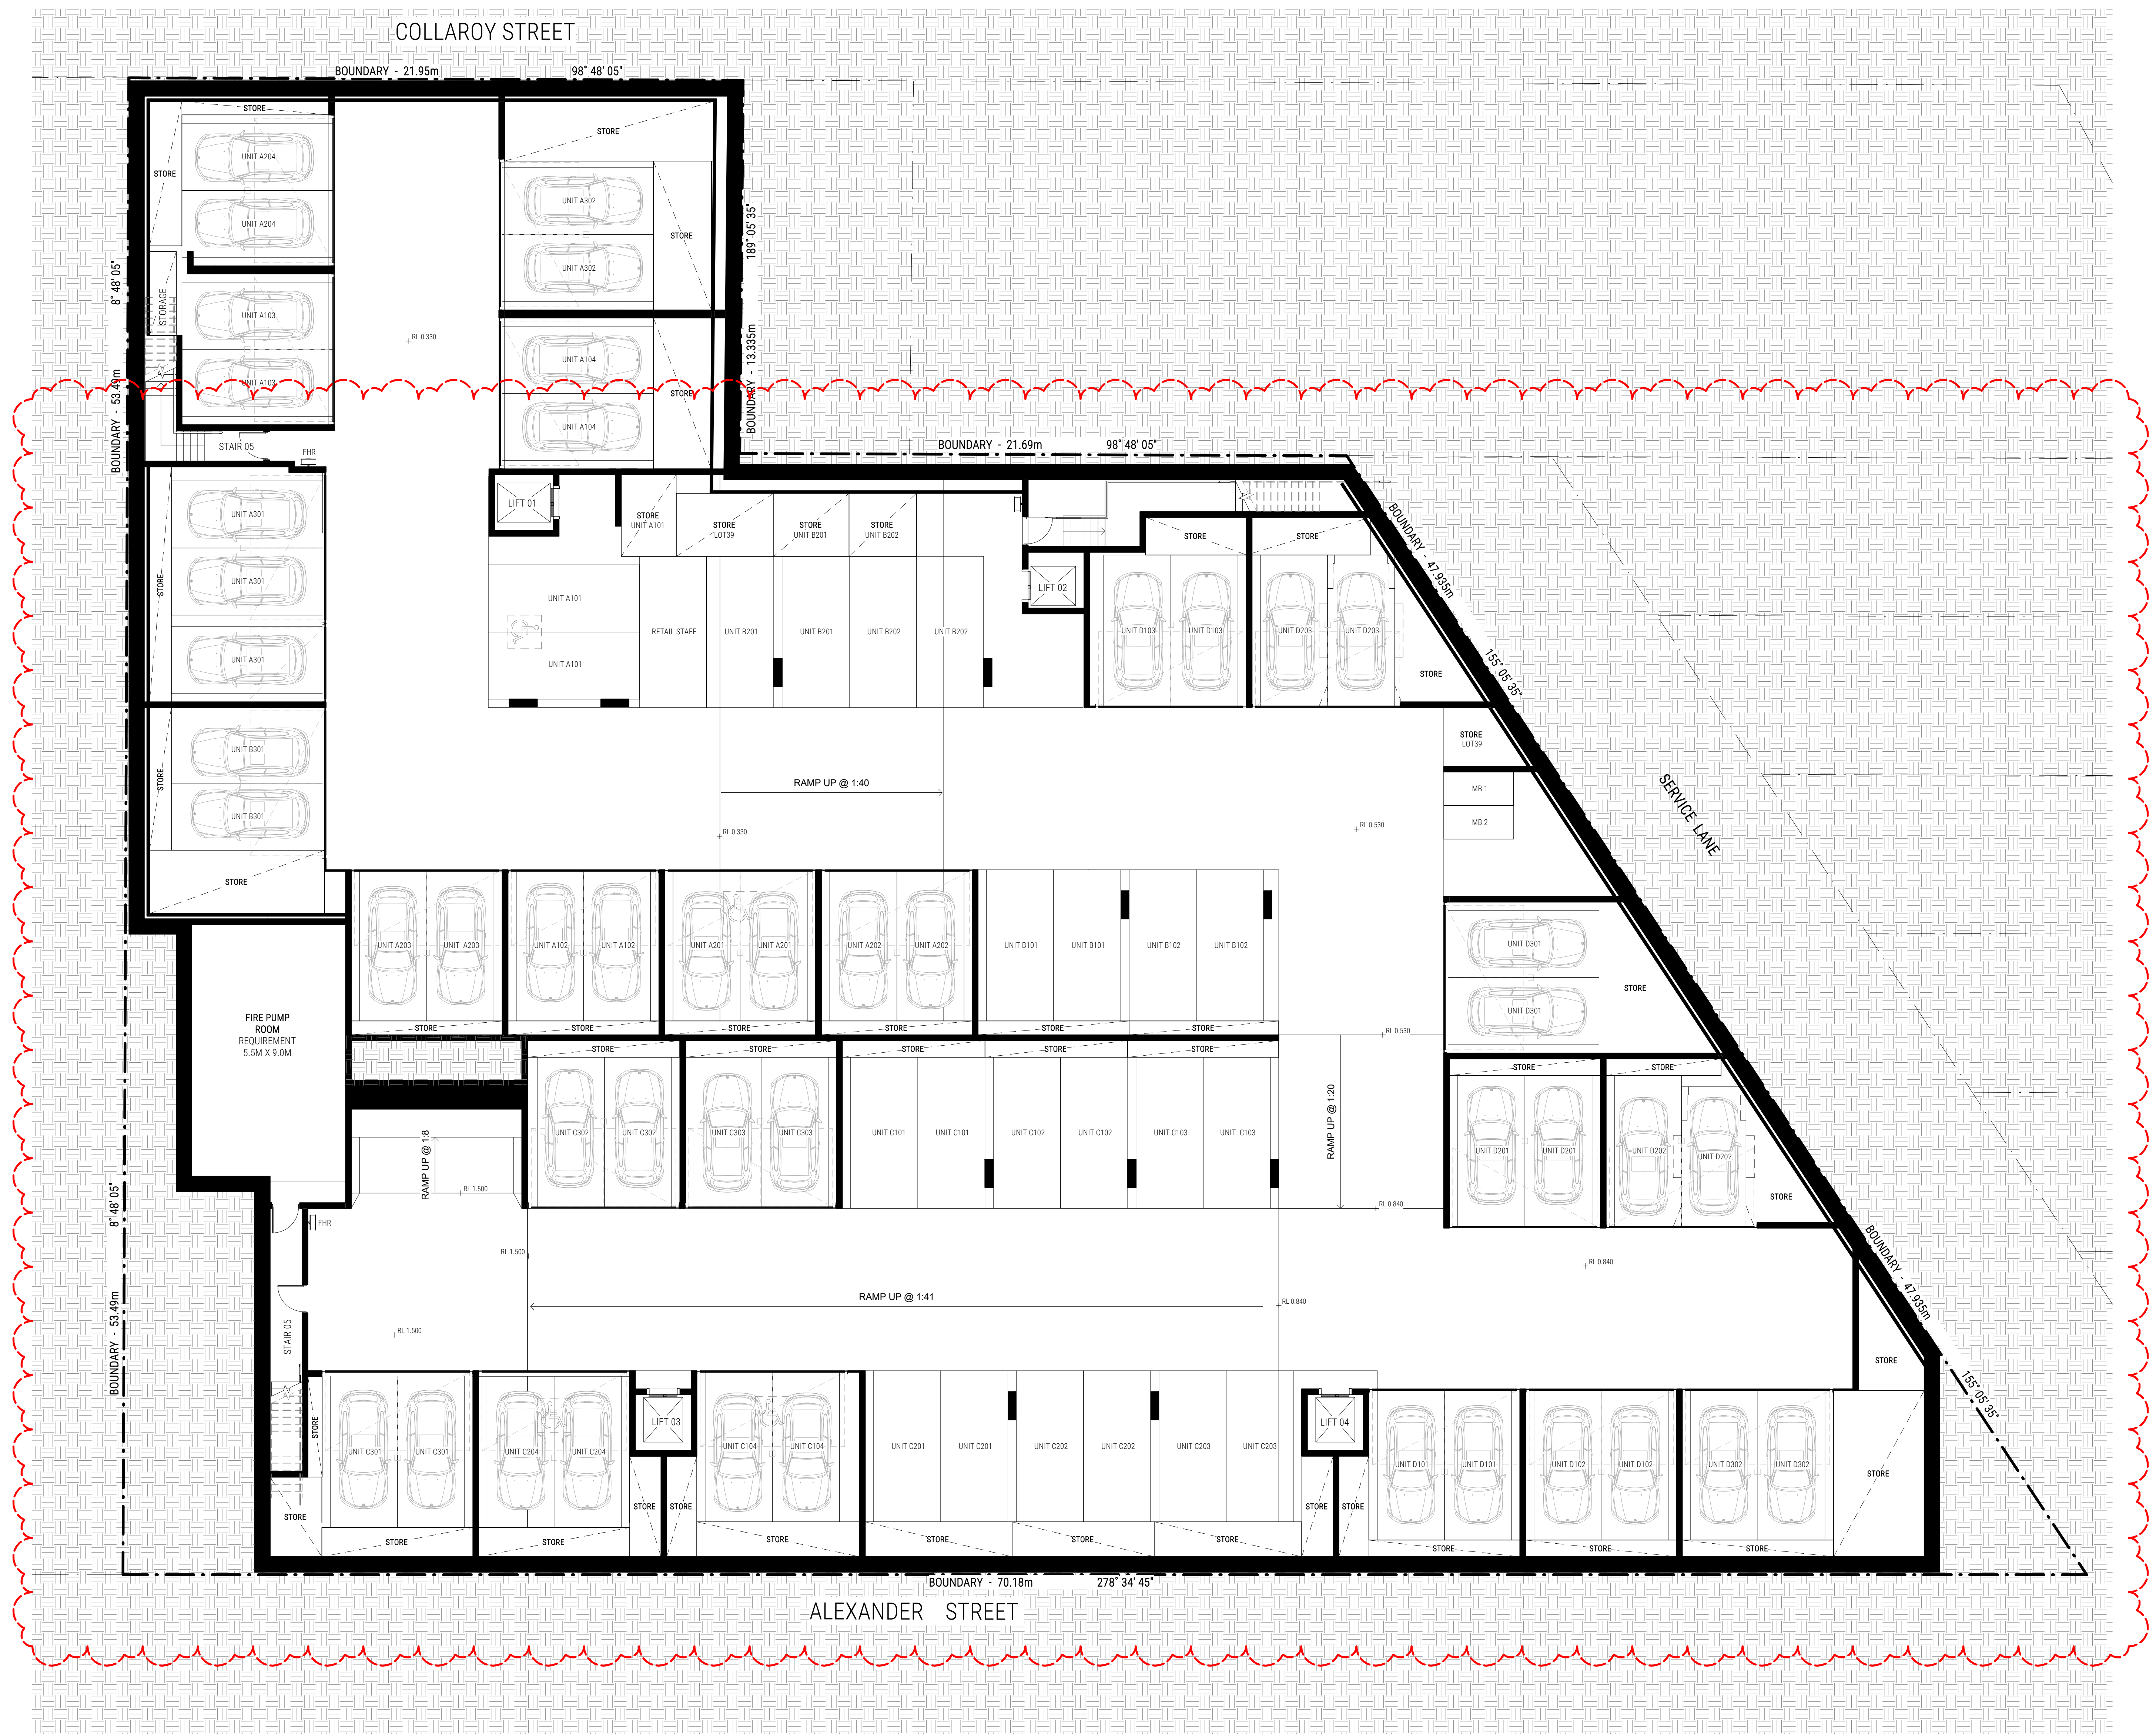 COLLAROY STREET
BOUNDARY - 21.95m
98° 48' 05"
STORE
STORE
UNIT A204
UNIT A204
STORE
UNIT A302
UNIT A302
STORE
8° 48' 05"
BOUNDARY - 53.49m
189° 05' 35"
BOUNDARY - 13.335m
STORAGE
UNIT A103
UNIT A103
RL 0.330
UNIT A104
UNIT A104
STORE
STAIR 05
FHR
BOUNDARY - 21.69m
98° 48' 05"
UNIT A301
UNIT A301
UNIT A301
STORE
LIFT 01
STORE
UNIT A101
STORE
LOT39
STORE
UNIT B201
STORE
UNIT B202
LIFT 02
STORE
STORE
BOUNDARY - 47.935m
155° 05' 35"
UNIT A101
UNIT A101
RETAIL STAFF
UNIT B201
UNIT B201
UNIT B202
UNIT B202
UNIT D103
UNIT D103
UNIT D203
UNIT D203
STORE
UNIT B301
UNIT B301
STORE
STORE
RAMP UP @ 1:40
RL 0.330
RL 0.530
STORE
LOT39
MB 1
MB 2
SERVICE LANE
UNIT A203
UNIT A203
UNIT A102
UNIT A102
UNIT A201
UNIT A201
UNIT A202
UNIT A202
UNIT B101
UNIT B101
UNIT B102
UNIT B102
UNIT D301
UNIT D301
STORE
STORE
STORE
STORE
STORE
STORE
STORE
RL 0.530
FIRE PUMP
ROOM
REQUIREMENT
5.5M X 9.0M
STORE
STORE
STORE
STORE
STORE
STORE
STORE
RAMP UP @ 1:8
RL 1.500
UNIT C302
UNIT C302
UNIT C303
UNIT C303
UNIT C101
UNIT C101
UNIT C102
UNIT C102
UNIT C103
UNIT C103
RAMP UP @ 1:20
RL 0.840
UNIT D201
UNIT D201
UNIT D202
UNIT D202
STORE
8° 48' 05"
BOUNDARY - 53.49m
FHR
RL 1.500
RL 0.840
BOUNDARY - 47.935m
155° 05' 35"
RAMP UP @ 1:41
RL 0.840
RL 1.500
STAIR 05
STORE
STORE
STORE
UNIT C301
UNIT C301
UNIT C204
UNIT C204
LIFT 03
UNIT C104
UNIT C104
UNIT C201
UNIT C201
UNIT C202
UNIT C202
UNIT C203
UNIT C203
LIFT 04
UNIT D101
UNIT D101
UNIT D102
UNIT D102
UNIT D302
UNIT D302
STORE
STORE
STORE
STORE
STORE
STORE
STORE
STORE
STORE
STORE
STORE
STORE
STORE
STORE
BOUNDARY - 70.18m
278° 34' 45"
ALEXANDER STREET